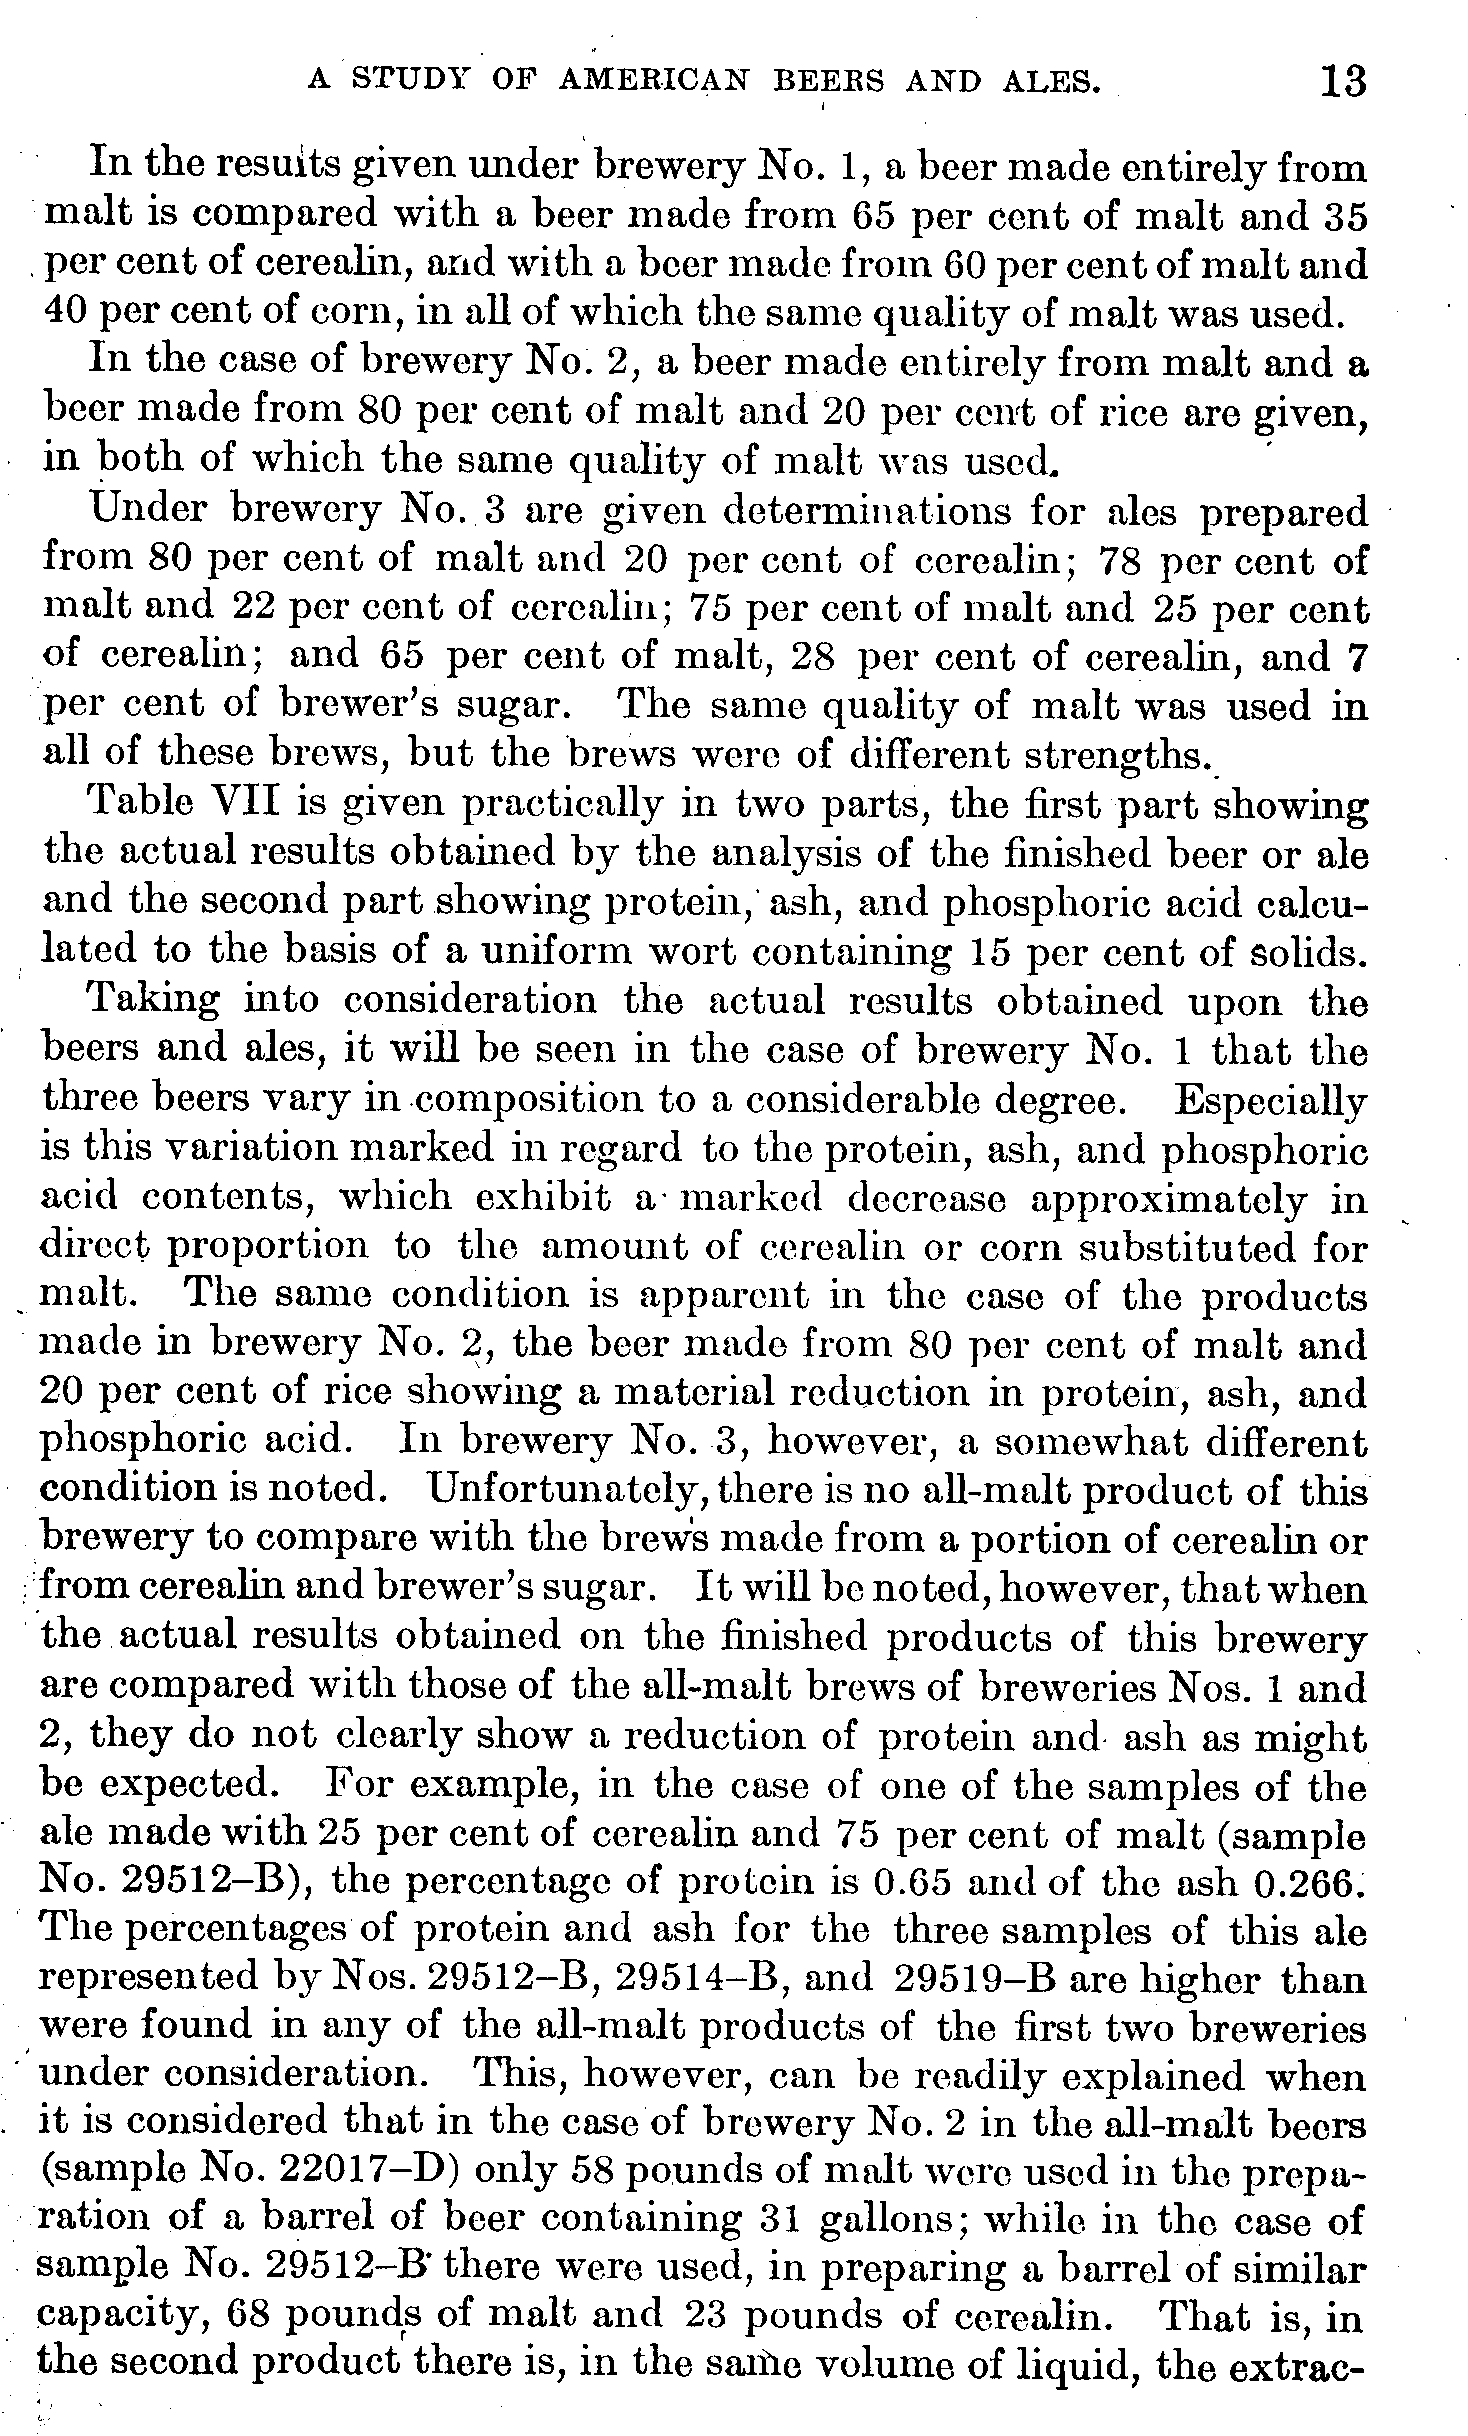 A STUDY OF AMERICAN BEERS AND ALES. 13
In the results given under brewery No. 1, a beer made entirely from
malt is compared with a beer made from 65 per cent of malt and 35
per cent of cerealin, and with a beer made from 60 per cent of malt and
40 per cent of corn, in all of which the same quality of malt was used.
In the case of brewery No. 2, a beer made entirely from malt and a
beer made from 80 per cent of malt and 20 per cent of rice are given,
in both of which the same quality of malt was used.
Under brewery No. 3 are given determinations for ales prepared
from 80 per cent of malt and 20 per cent of cerealin; 78 per cent of
malt and 22 per cent of cerealin; 75 per cent of malt and 25 per cent
of cerealin; and 65 per cent of malt, 28 per cent of cerealin, and 7
per cent of brewer's sugar. The same quality of malt was used in
all of these brews, but the brews were of different strengths.
Table VII is given practically in two parts, the first part showing
the actual results obtained by the analysis of the finished beer or ale
and the second part showing protein, ash, and phosphoric acid calcu-
lated to the basis of a uniform wort containing 15 per cent of solids.
Taking into consideration the actual results obtained upon the
beers and ales, it will be seen in the case of brewery No. 1 that the
three beers vary in composition to a considerable degree. Especially
is this variation marked in regard to the protein, ash, and phosphoric
acid contents, which exhibit a marked decrease approximately in
direct proportion to the amount of cerealin or corn substituted for
malt. The same condition is apparent in the case of the products
made in brewery No. 2, the beer made from 80 per cent of malt and
20 per cent of rice showing a material reduction in protein, ash, and
phosphoric acid. In brewery No. 3, however, a somewhat different
condition is noted. Unfortunately, there is no all-malt product of this
brewery to compare with the brews made from a portion of cerealin or
from cerealin and brewer's sugar. It will be noted, however, that when
the actual results obtained on the finished products of this brewery
are compared with those of the all-malt brews of breweries Nos. 1 and
2, they do not clearly show a reduction of protein and ash as might
be expected. For example, in the case of one of the samples of the
ale made with 25 per cent of cerealin and 75 per cent of malt (sample
No. 29512-B), the percentage of protein is 0.65 and of the ash 0.266.
The percentages of protein and ash for the three samples of this ale
represented by Nos. 29512-B, 29514-B, and 29519-B are higher than
were found in any of the all-malt products of the first two breweries
under consideration. This, however, can be readily explained when
it is considered that in the case of brewery No. 2 in the all-malt beers
(sample No. 22017-D) only 58 pounds of malt were used in the prepa-
ration of a barrel of beer containing 31 gallons; while in the case of
sample No. 29512-B there were used, in preparing a barrel of similar
capacity, 68 pounds of malt and 23 pounds of cerealin. That is, in
the second product there is, in the same volume of liquid, the extrac-